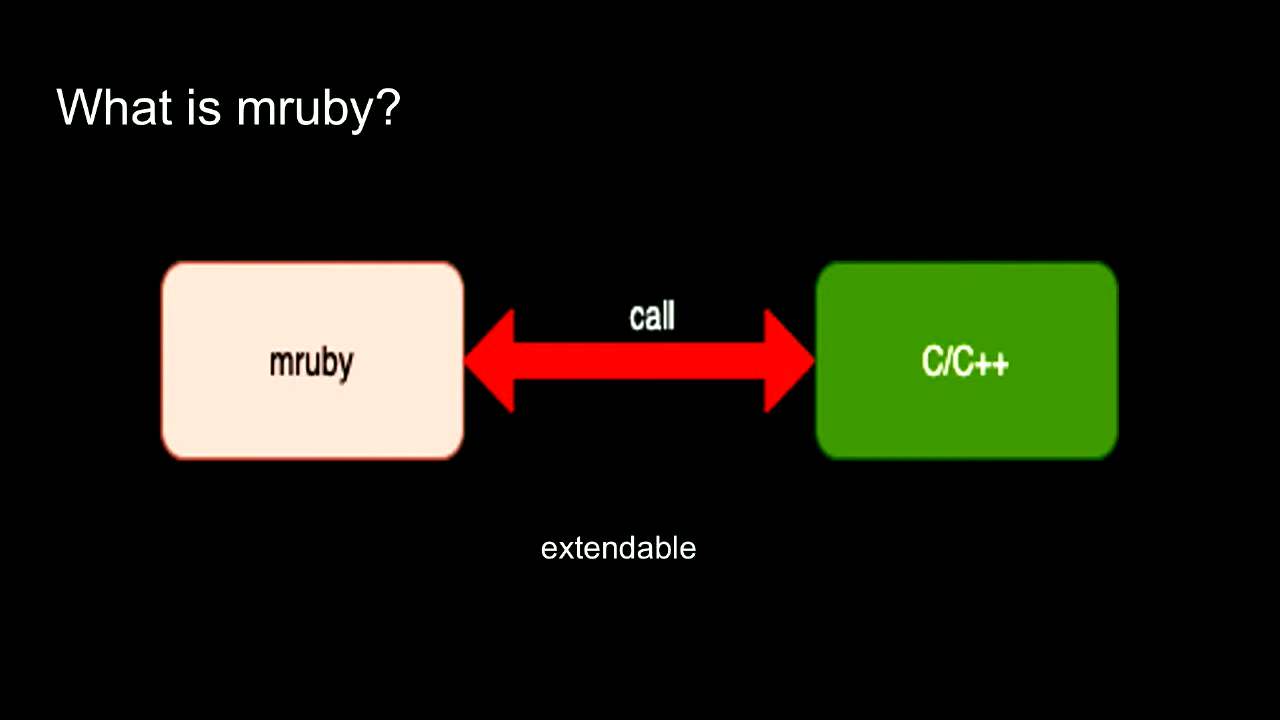 What is mruby?
call
mruby
C/C++
extendable